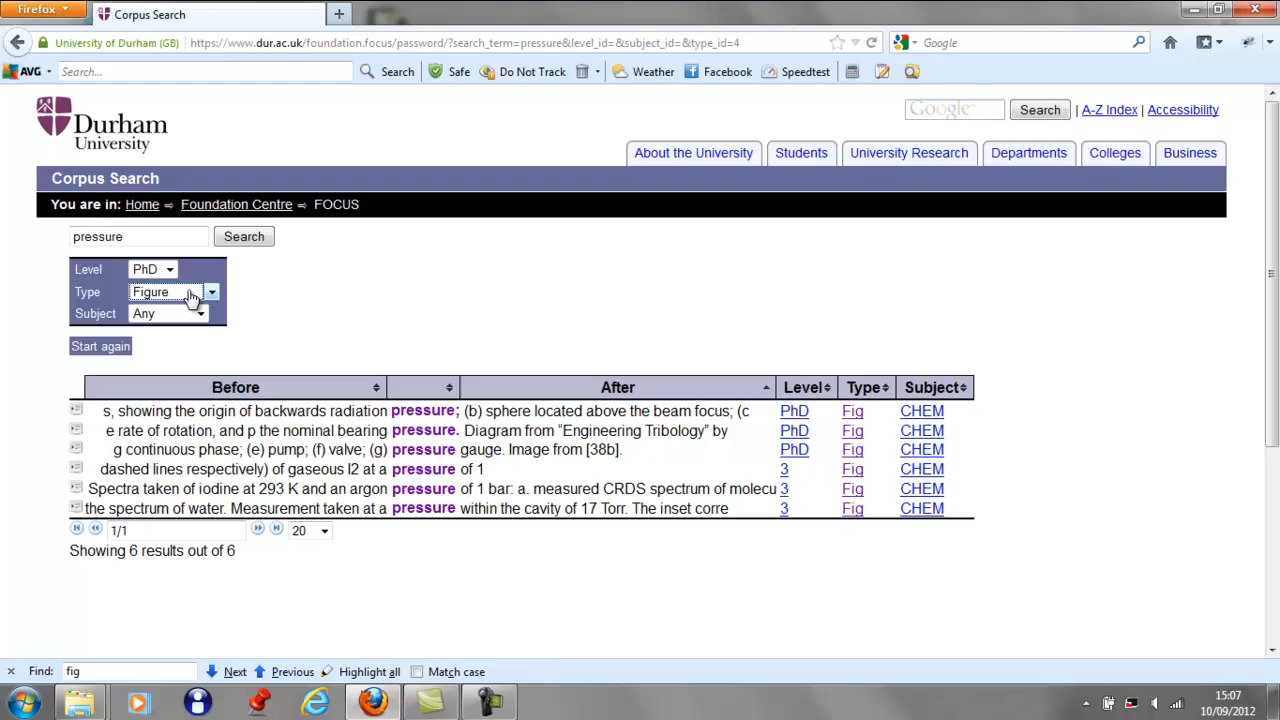 Firefox
Corpus Search
University of Durham (GB)
https://www.dur.ac.uk/foundation.focus/password/?search_term=pressure&level_id=&subject_id=&type_id=4
Google
AVG
Search...
Search
Safe
Do Not Track
Weather
Facebook
Speedtest
Google
Search
| A-Z Index | Accessibility
Durham
University
About the University
Students
University Research
Departments
Colleges
Business
Corpus Search
You are in: Home ⇨ Foundation Centre ⇨ FOCUS
pressure
Search
Level PhD
Type Figure
Subject Any
Start again
Before After Level Type Subject
s, showing the origin of backwards radiation pressure; (b) sphere located above the beam focus; (c PhD Fig CHEM
e rate of rotation, and p the nominal bearing pressure. Diagram from "Engineering Tribology" by PhD Fig CHEM
g continuous phase; (e) pump; (f) valve; (g) pressure gauge. Image from [38b]. PhD Fig CHEM
dashed lines respectively) of gaseous I2 at a pressure of 1 3 Fig CHEM
Spectra taken of iodine at 293 K and an argon pressure of 1 bar: a. measured CRDS spectrum of molecu 3 Fig CHEM
the spectrum of water. Measurement taken at a pressure within the cavity of 17 Torr. The inset corre 3 Fig CHEM
1/1
20
Showing 6 results out of 6
Find: fig Next Previous Highlight all Match case
15:07
10/09/2012